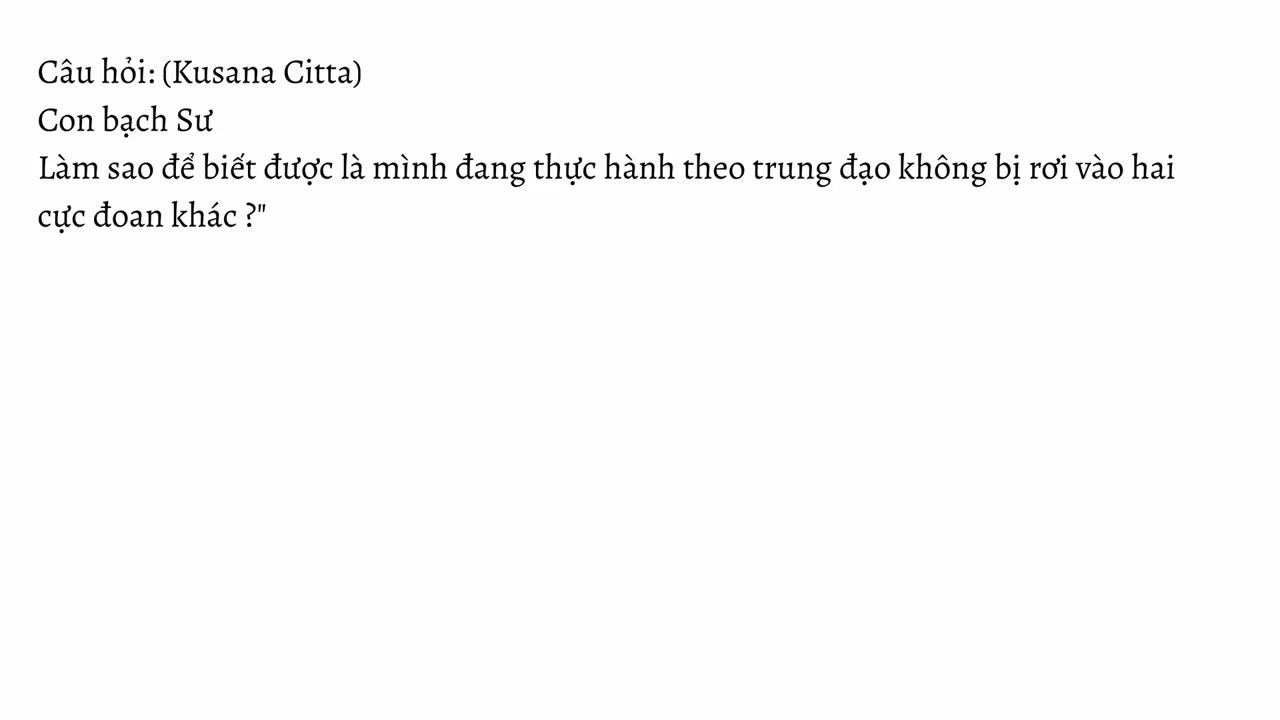 Câu hỏi: (Kusana Citta)
Con bạch Sư
Làm sao để biết được là mình đang thực hành theo trung đạo không bị rơi vào hai
cực đoan khác ?"